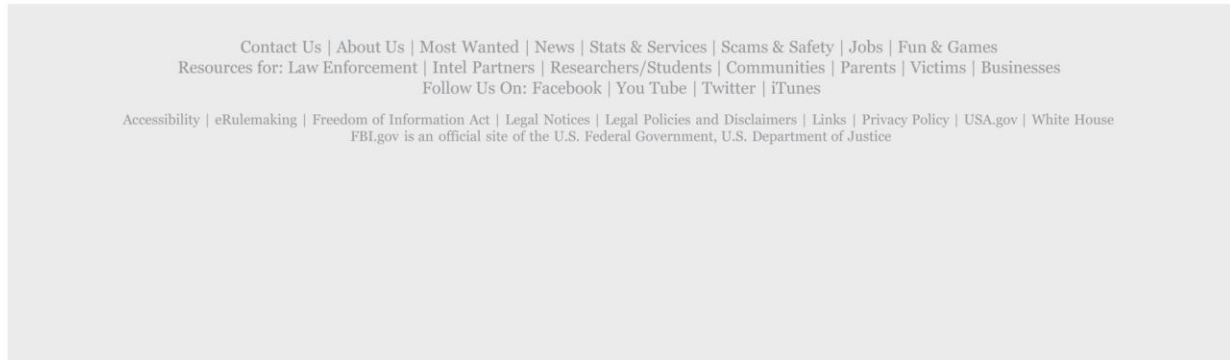 Contact Us | About Us | Most Wanted | News | Stats & Services | Scams & Safety | Jobs | Fun & Games
Resources for: Law Enforcement | Intel Partners | Researchers/Students | Communities | Parents | Victims | Businesses
Follow Us On: Facebook | You Tube | Twitter | iTunes
Accessibility | eRulemaking | Freedom of Information Act | Legal Notices | Legal Policies and Disclaimers | Links | Privacy Policy | USA.gov | White House
FBI.gov is an official site of the U.S. Federal Government, U.S. Department of Justice